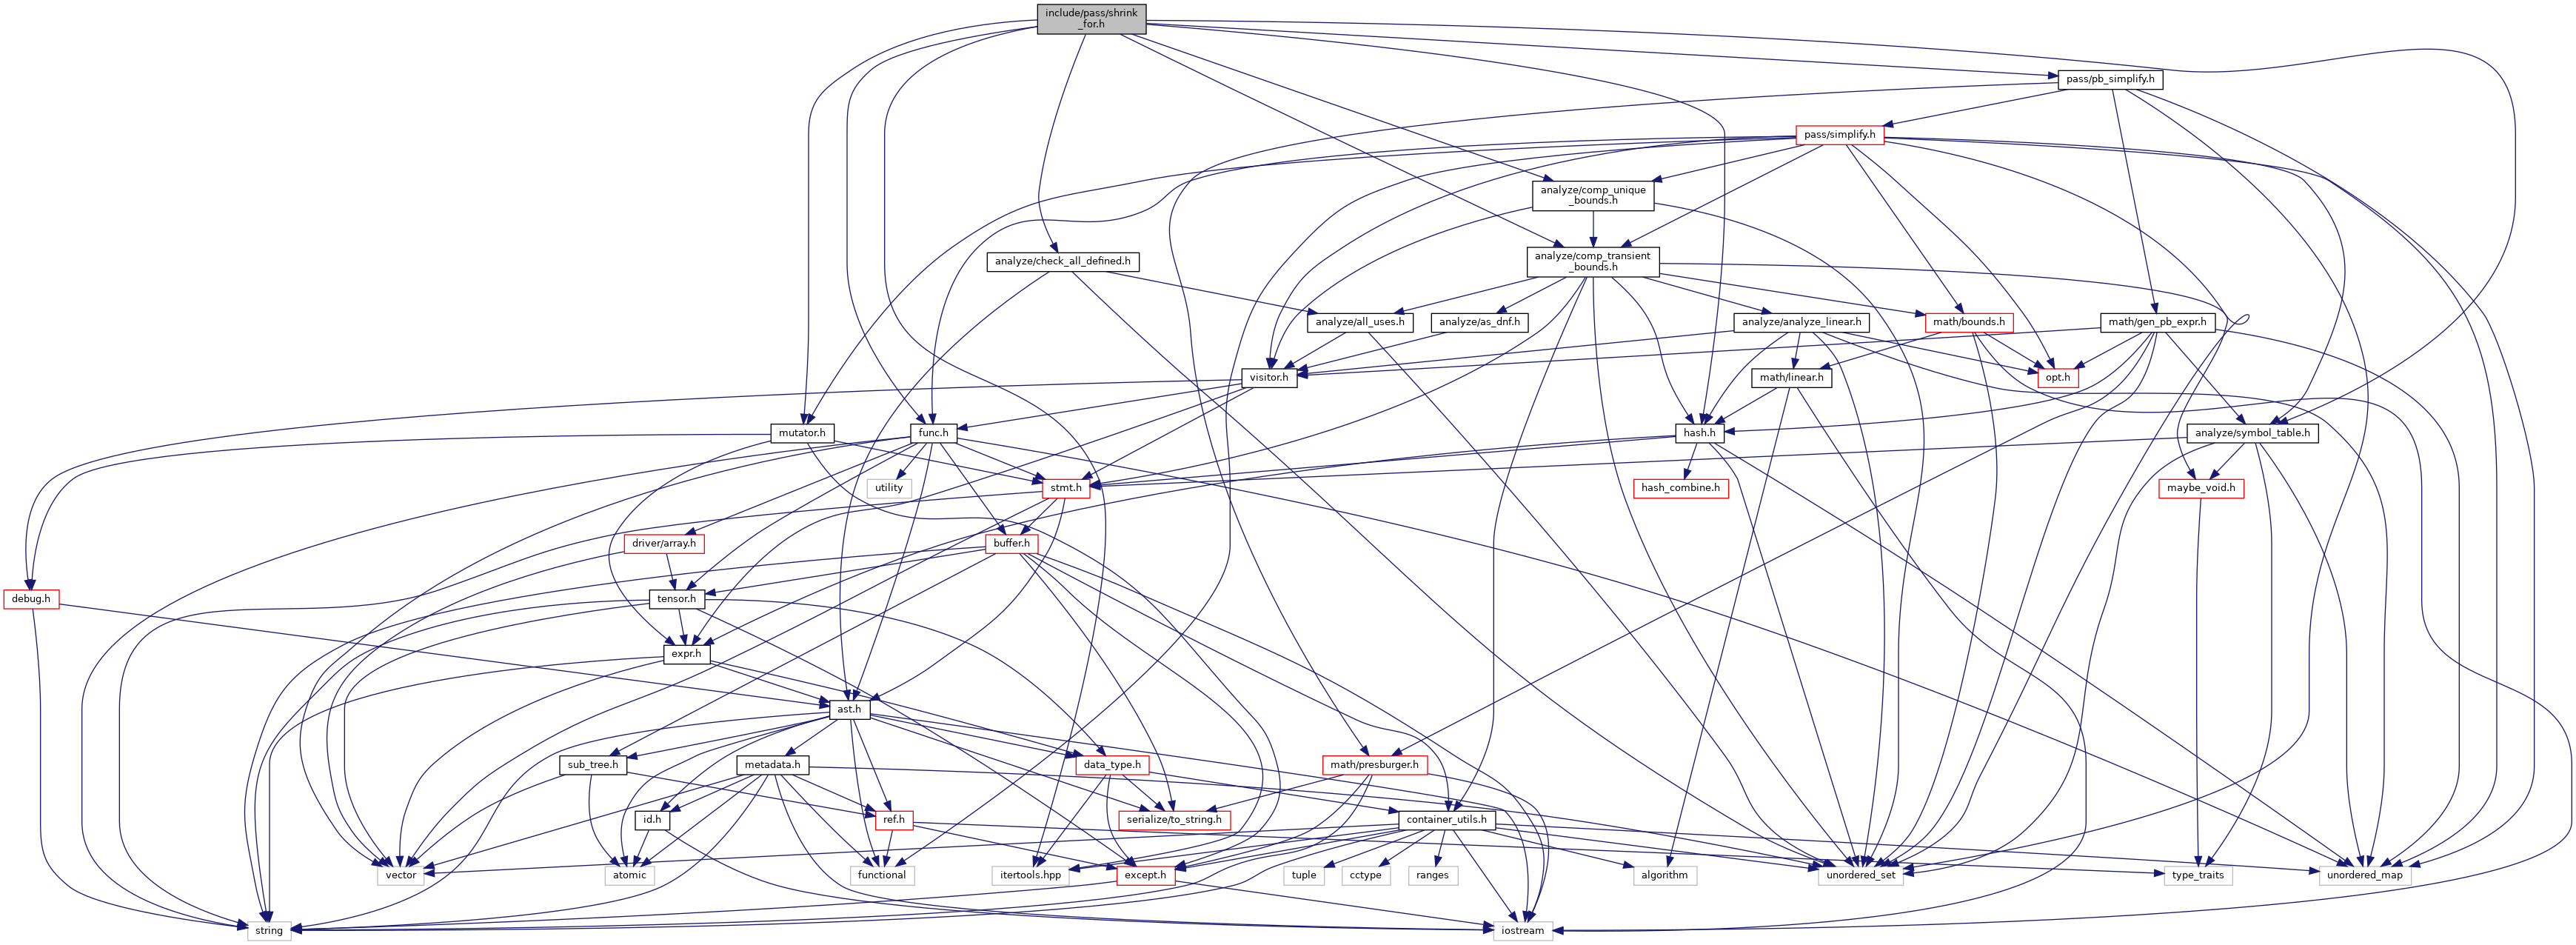 include/pass/shrink
_for.h
pass/pb_simplify.h
pass/simplify.h
analyze/comp_unique
_bounds.h
analyze/check_all_defined.h
analyze/comp_transient
_bounds.h
analyze/all_uses.h
analyze/as_dnf.h
analyze/analyze_linear.h
math/bounds.h
math/gen_pb_expr.h
visitor.h
math/linear.h
opt.h
mutator.h
func.h
hash.h
analyze/symbol_table.h
utility
stmt.h
hash_combine.h
maybe_void.h
driver/array.h
buffer.h
debug.h
tensor.h
expr.h
ast.h
sub_tree.h
metadata.h
data_type.h
math/presburger.h
id.h
ref.h
serialize/to_string.h
container_utils.h
vector
atomic
functional
itertools.hpp
except.h
tuple
cctype
ranges
algorithm
unordered_set
type_traits
unordered_map
string
iostream